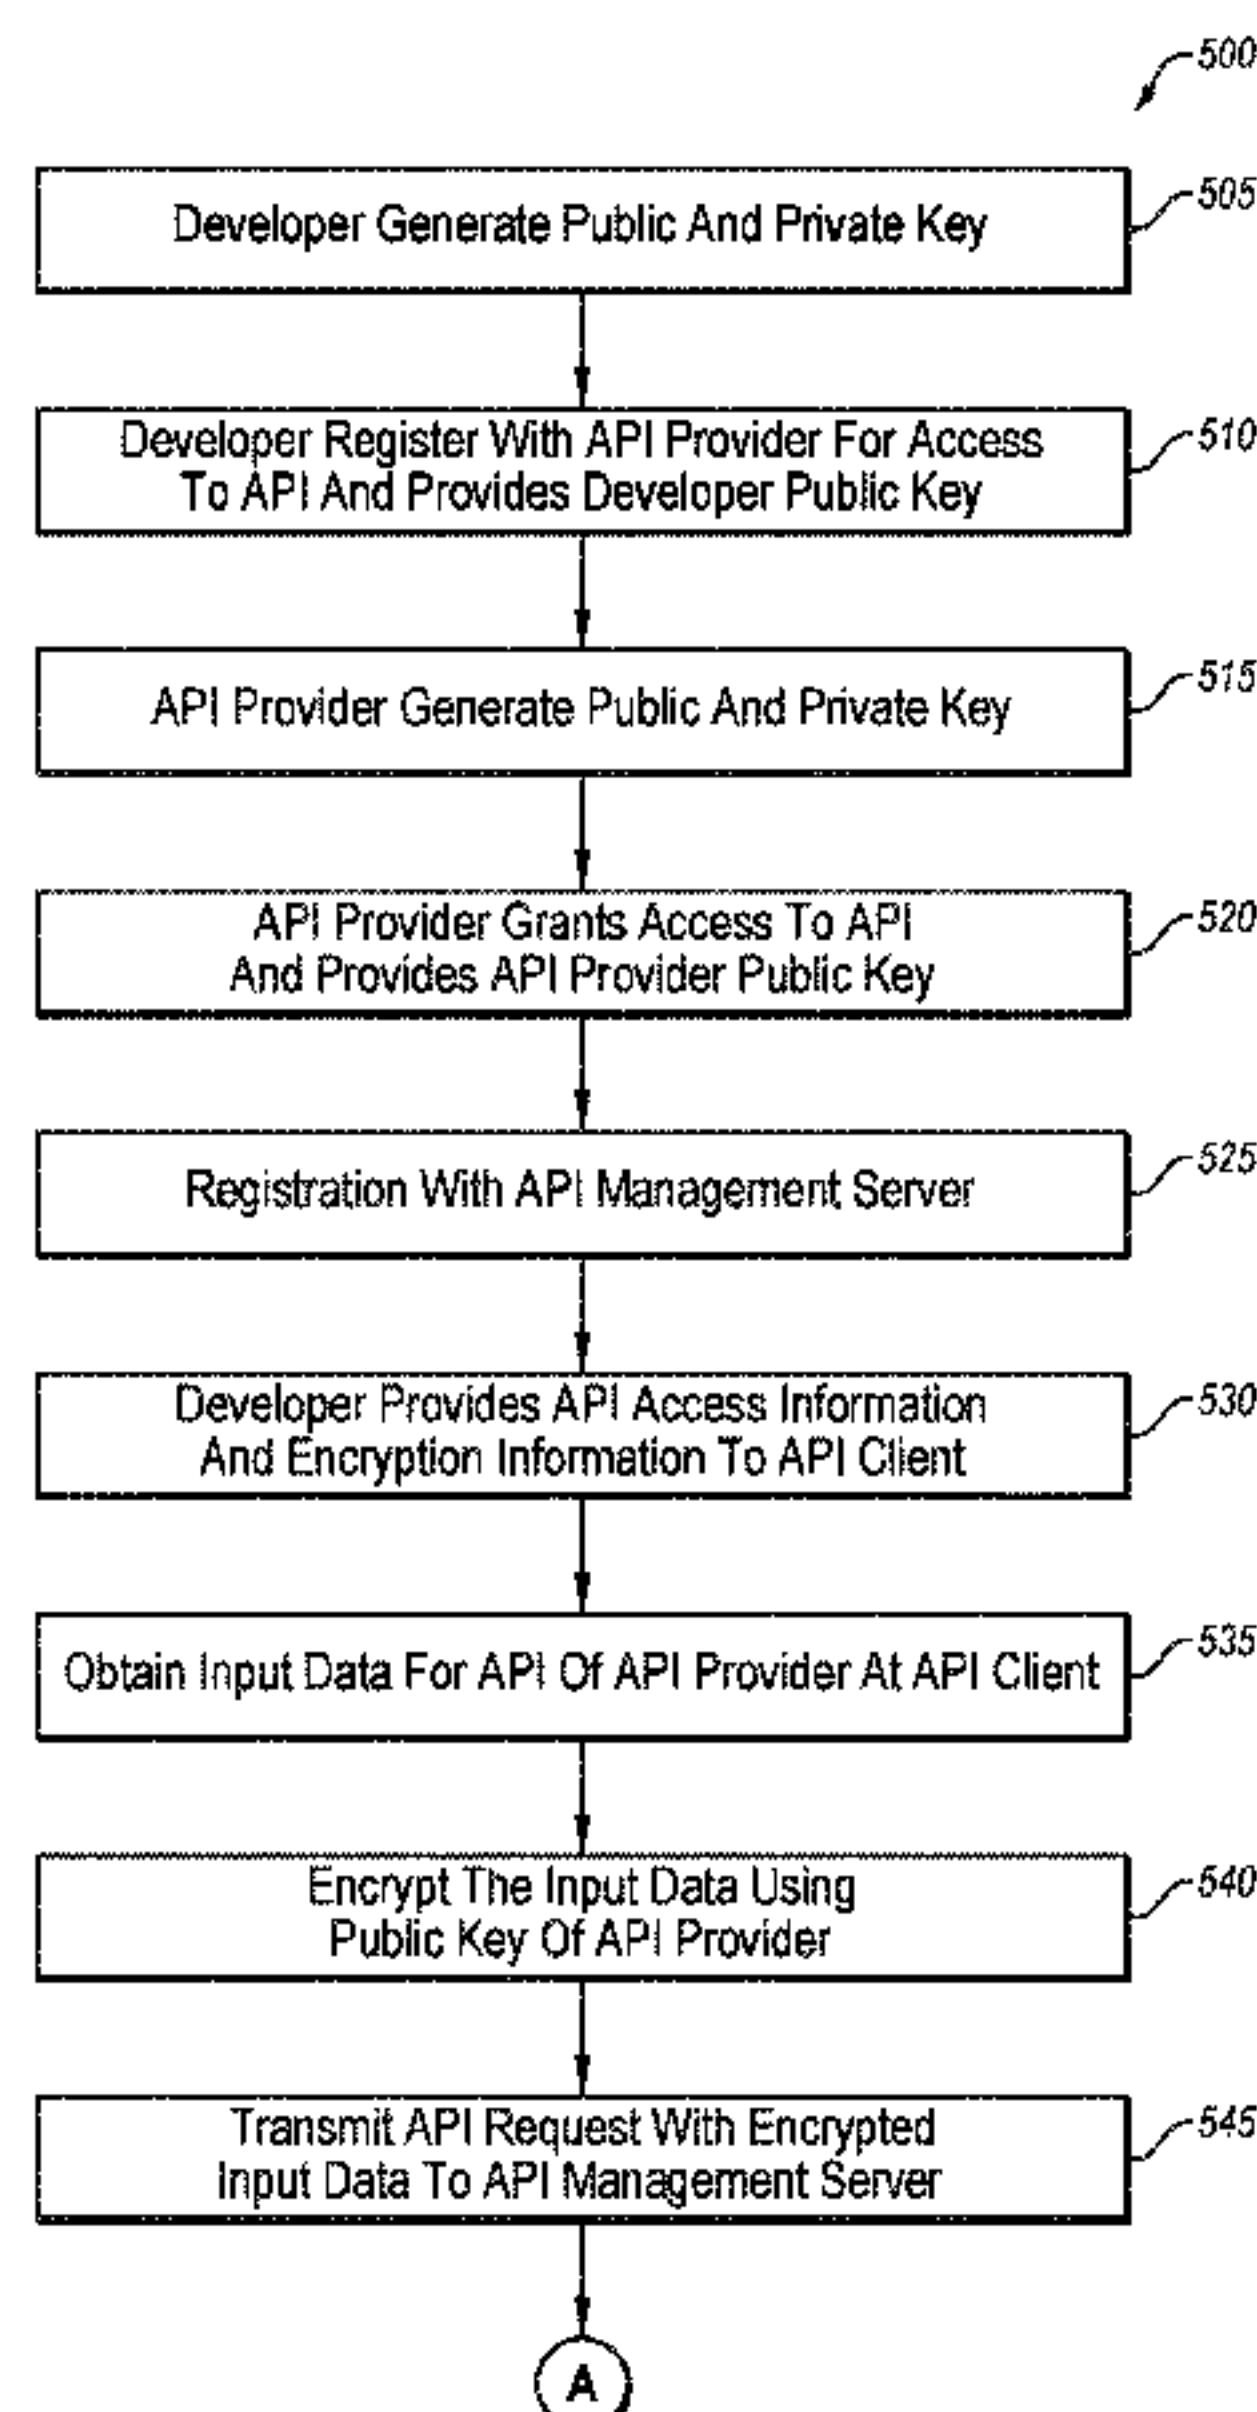 500
Developer Generate Public And Private Key
505
Developer Register With API Provider For Access
To API And Provides Developer Public Key
510
API Provider Generate Public And Private Key
515
API Provider Grants Access To API
And Provides API Provider Public Key
520
Registration With API Management Server
525
Developer Provides API Access Information
And Encryption Information To API Client
530
Obtain Input Data For API Of API Provider At API Client
535
Encrypt The Input Data Using
Public Key Of API Provider
540
Transmit API Request With Encrypted
Input Data To API Management Server
545
A